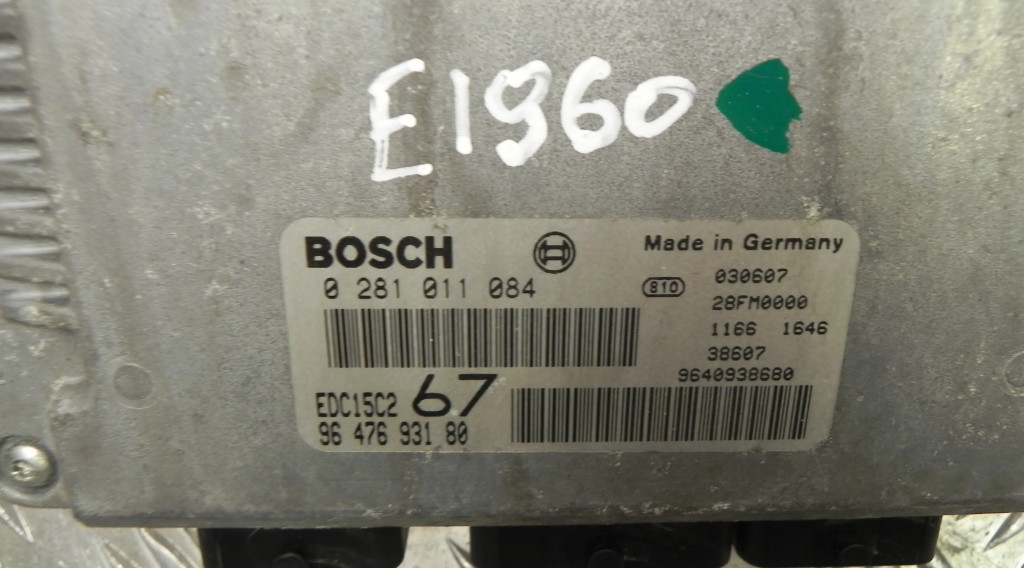 E1960
BOSCH
Made in Germany
0 281 011 084
810
030607
28FM0000
1166 1646
38607
9640938680
EDC15C2 67
96 476 931 80